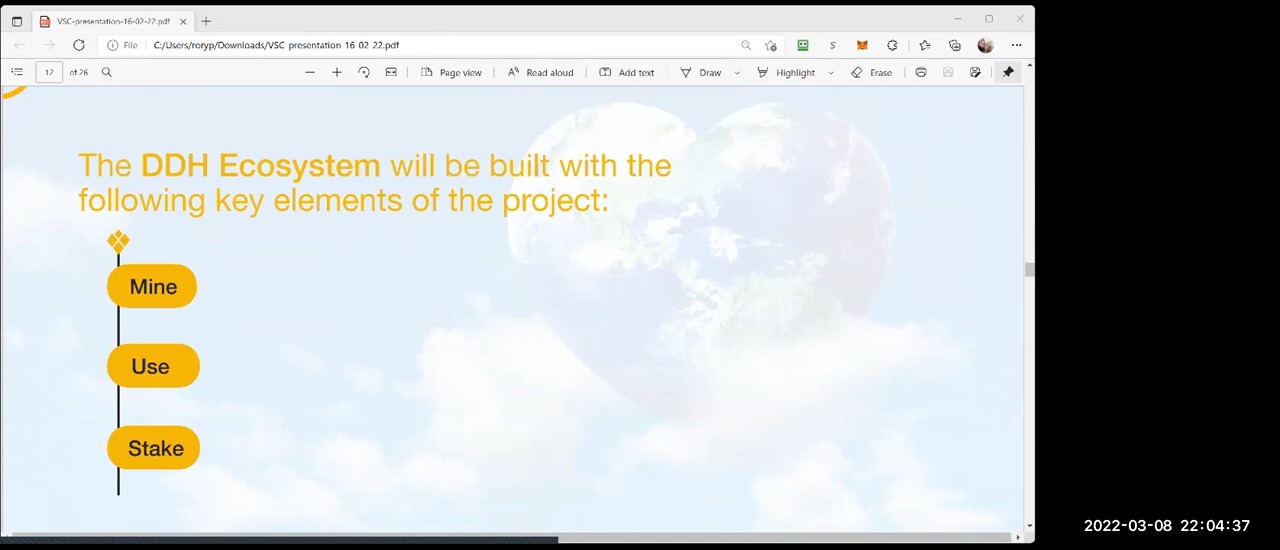 VSC-presentation-16-02-22.pdf
File C:/Users/roryp/Downloads/VSC presentation 16 02 22.pdf
12 of 26 Page view Read aloud Add text Draw Highlight Erase
The DDH Ecosystem will be built with the
following key elements of the project:
Mine
Use
Stake
2022-03-08 22:04:37